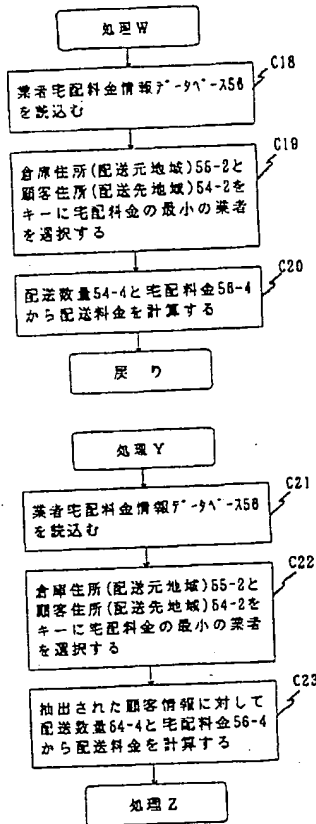 処理W
C18
業者宅配料金情報データベース56
を読込む
C19
倉席住所(配送元地域)55-2と
顧客住所(配送先地域)54-2を
キーに宅配料金の最小の業者
を選択する
C20
配送数量54-4と宅配料金56-4
から配送料金を計算する
戻り
処理Y
C21
業者宅配料金情報データベース56
を読込む
C22
倉庫住所(配送元地域)55-2と
顧客住所(配送先地域)54-2を
キーに宅配料金の最小の業者
を選択する
C23
抽出された顧客情報に対して
配送数量54-4と宅配料金56-4
から配送料金を計算する
処理Z